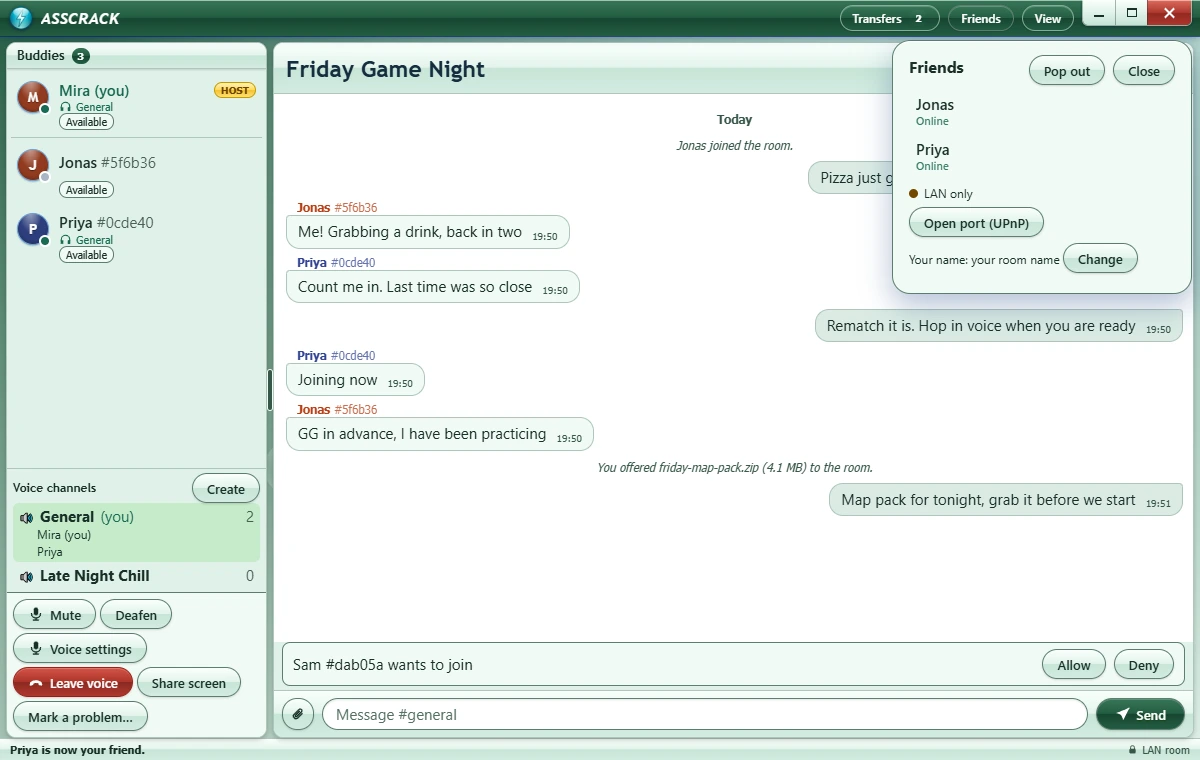 ASSCRACK
Transfers 2
Friends
View
Buddies 3
M
Mira (you)
HOST
General
Available
J
Jonas #5f6b36
Available
P
Priya #0cde40
General
Available
Voice channels
Create
General (you) 2
Mira (you)
Priya
Late Night Chill 0
Mute
Deafen
Voice settings
Leave voice
Share screen
Mark a problem...
Friday Game Night
Today
Jonas joined the room.
Pizza just g
Jonas #5f6b36
Me! Grabbing a drink, back in two 19:50
Priya #0cde40
Count me in. Last time was so close 19:50
Rematch it is. Hop in voice when you are ready 19:50
Priya #0cde40
Joining now 19:50
Jonas #5f6b36
GG in advance, I have been practicing 19:50
You offered friday-map-pack.zip (4.1 MB) to the room.
Map pack for tonight, grab it before we start 19:51
Sam #dab05a wants to join
Allow
Deny
Message #general
Send
Friends
Pop out
Close
Jonas
Online
Priya
Online
LAN only
Open port (UPnP)
Your name: your room name
Change
Priya is now your friend.
LAN room